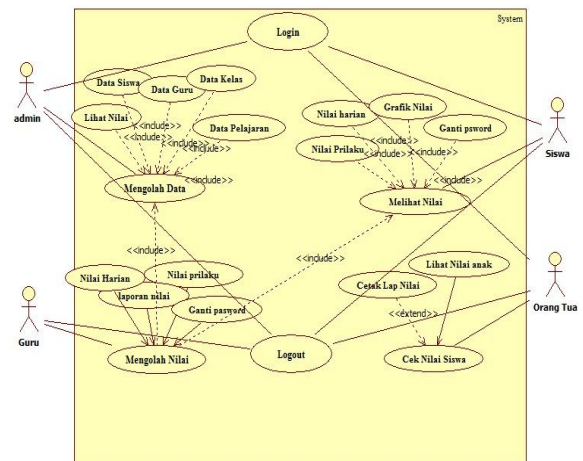 System
Login
admin
Data Siswa
Data Guru
Data Kelas
Lihat Nilai
Data Pelajaran
<<include>>
<<include>>
<<include>>
<<include>>
<<include>>
Mengolah Data
Nilai harian
Grafik Nilai
Ganti psword
Nilai Prilaku
<<include>>
<<include>>
<<include>>
<<include>>
Melihat Nilai
Siswa
<<include>>
<<include>>
Nilai Harian
Nilai prilaku
laporan nilai
Ganti pasword
Mengolah Nilai
Guru
Logout
Lihat Nilai anak
Cetak Lap Nilai
<<extend>>
Cek Nilai Siswa
Orang Tua